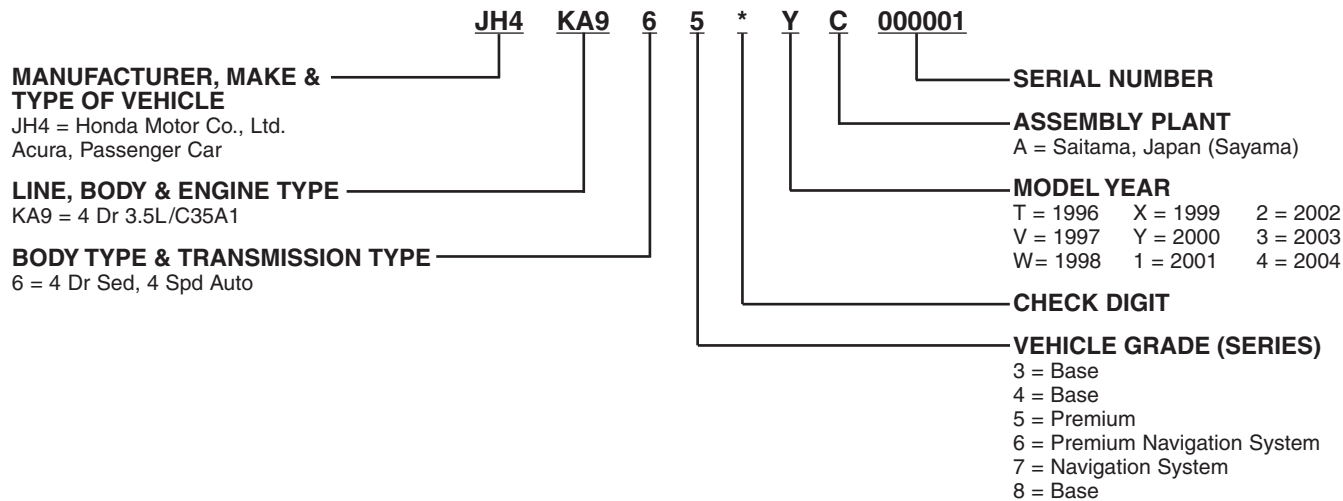 JH4 KA9 6 5 * Y C 000001
MANUFACTURER, MAKE &
TYPE OF VEHICLE
JH4 = Honda Motor Co., Ltd.
Acura, Passenger Car
LINE, BODY & ENGINE TYPE
KA9 = 4 Dr 3.5L/C35A1
BODY TYPE & TRANSMISSION TYPE
6 = 4 Dr Sed, 4 Spd Auto
SERIAL NUMBER
ASSEMBLY PLANT
A = Saitama, Japan (Sayama)
MODEL YEAR
T = 1996 X = 1999 2 = 2002
V = 1997 Y = 2000 3 = 2003
W= 1998 1 = 2001 4 = 2004
CHECK DIGIT
VEHICLE GRADE (SERIES)
3 = Base
4 = Base
5 = Premium
6 = Premium Navigation System
7 = Navigation System
8 = Base